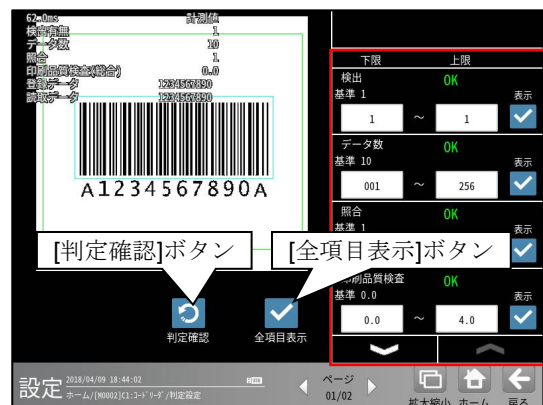 62.0ms 計測値
検出有無 1
データ数 10
照合 1
印刷品質検査(総合) 0.0
登録データ 1234567890
読取データ 1234567890
A1234567890A
下限 上限
検出 OK
基準 1 表示
1 ～ 1
データ数 OK
基準 10 表示
001 ～ 256
照合 OK
基準 1 表示
[判定確認]ボタン [全項目表示]ボタン
印刷品質検査 OK
基準 0.0 表示
0.0 ～ 4.0
判定確認 全項目表示
設定 2018/04/09 18:44:02
ホーム/[M0002]C1:ｺｰﾄﾞﾘｰﾀﾞ/判定設定
ページ
01/02
拡大縮小 ホーム 戻る